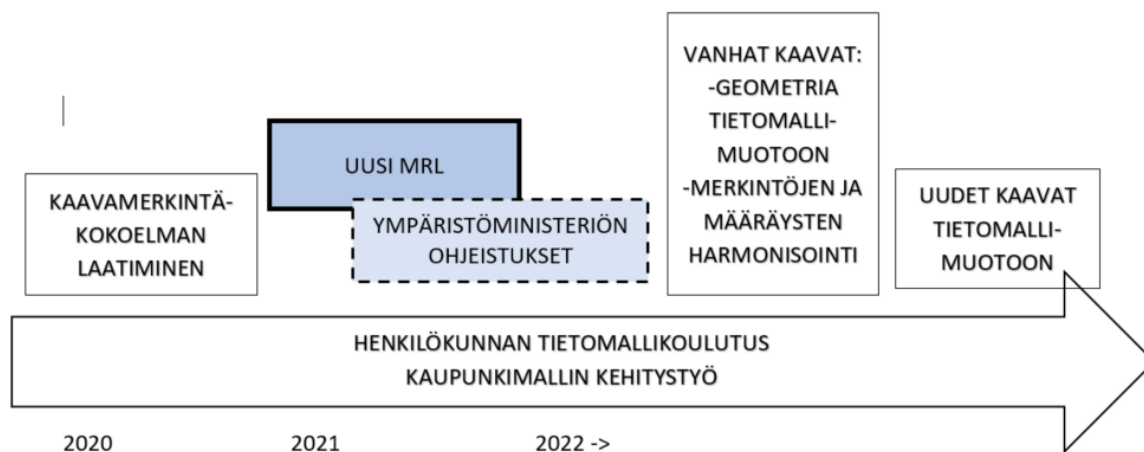 KAAVAMERKINTÄ-
KOKOELMAN
LAATIMINEN
UUSI MRL
YMPÄRISTÖMINISTERIÖN
OHJEISTUKSET
VANHAT KAAVAT:
-GEOMETRIA
TIETOMALLI-
MUOTOON
-MERKINTÖJEN JA
MÄÄRÄYSTEN
HARMONISOINTI
UUDET KAAVAT
TIETOMALLI-
MUOTOON
HENKILÖKUNNAN TIETOMALLIKOULUTUS
KAUPUNKIMALLIN KEHITYSTYÖ
2020
2021
2022 ->